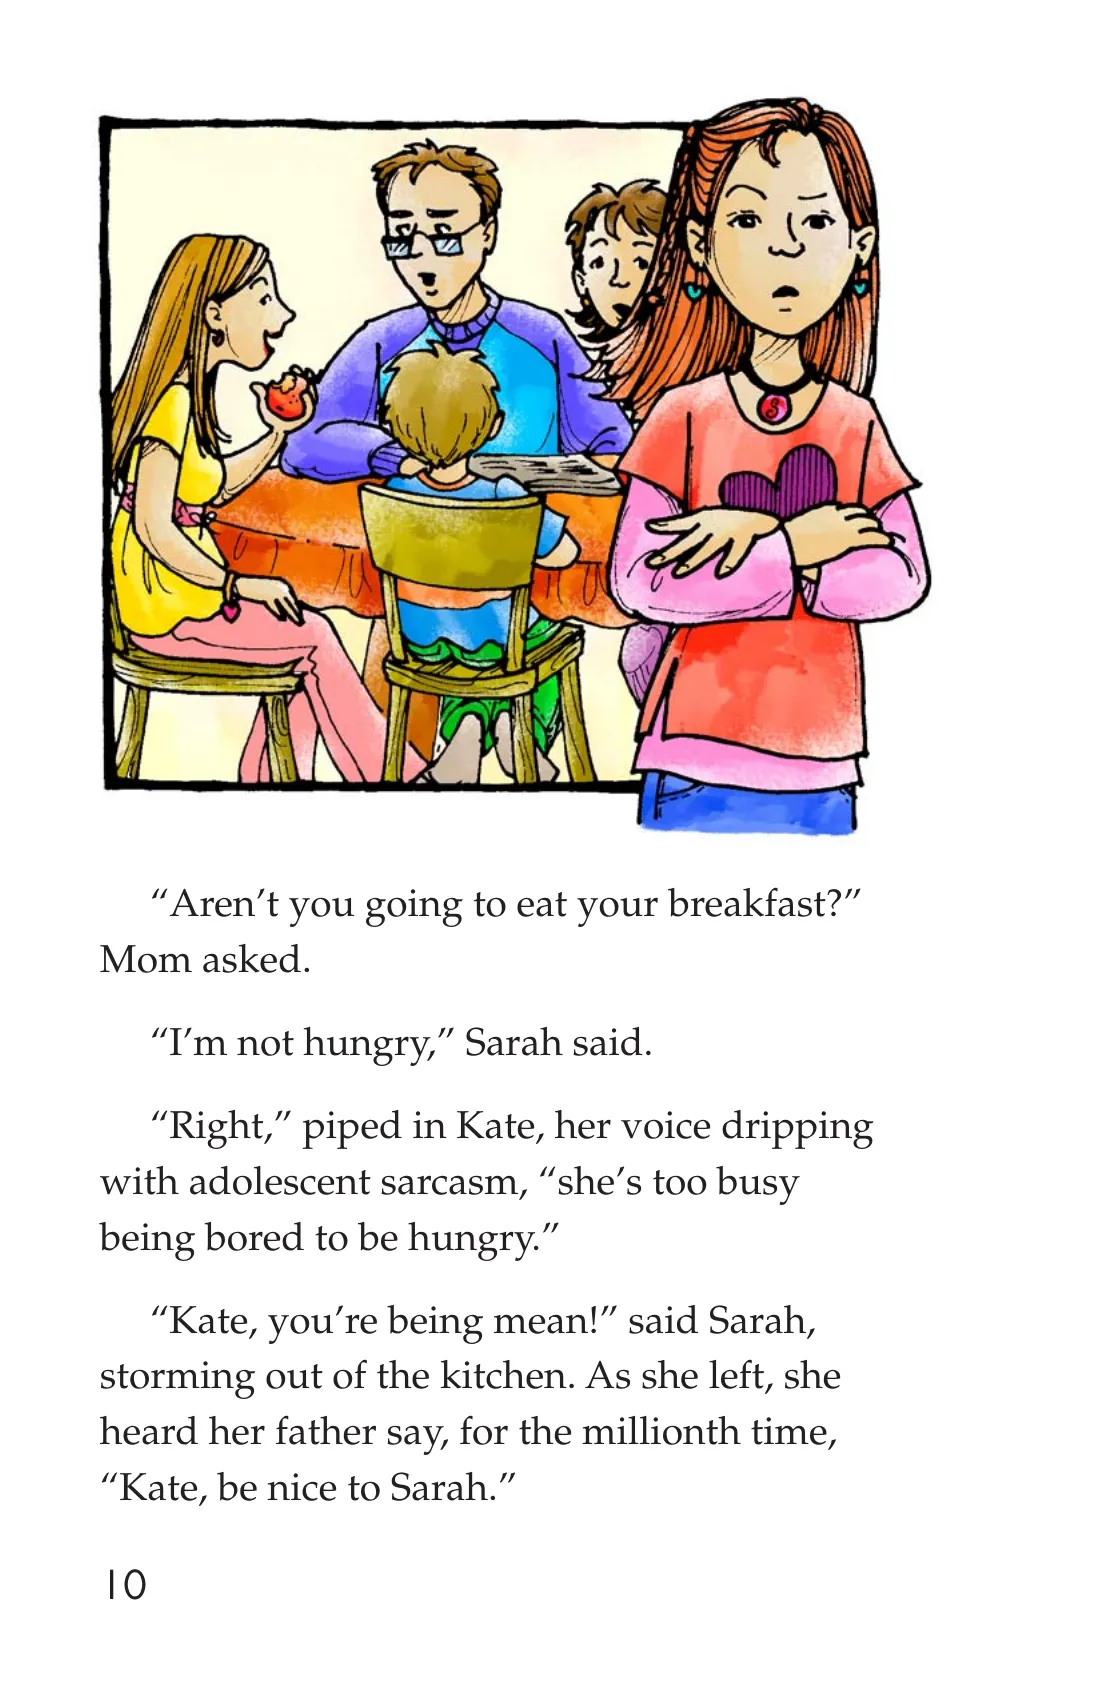 “Aren’t you going to eat your breakfast?”
Mom asked.
“I’m not hungry,” Sarah said.
“Right,” piped in Kate, her voice dripping
with adolescent sarcasm, “she’s too busy
being bored to be hungry.”
“Kate, you’re being mean!” said Sarah,
storming out of the kitchen. As she left, she
heard her father say, for the millionth time,
“Kate, be nice to Sarah.”
10